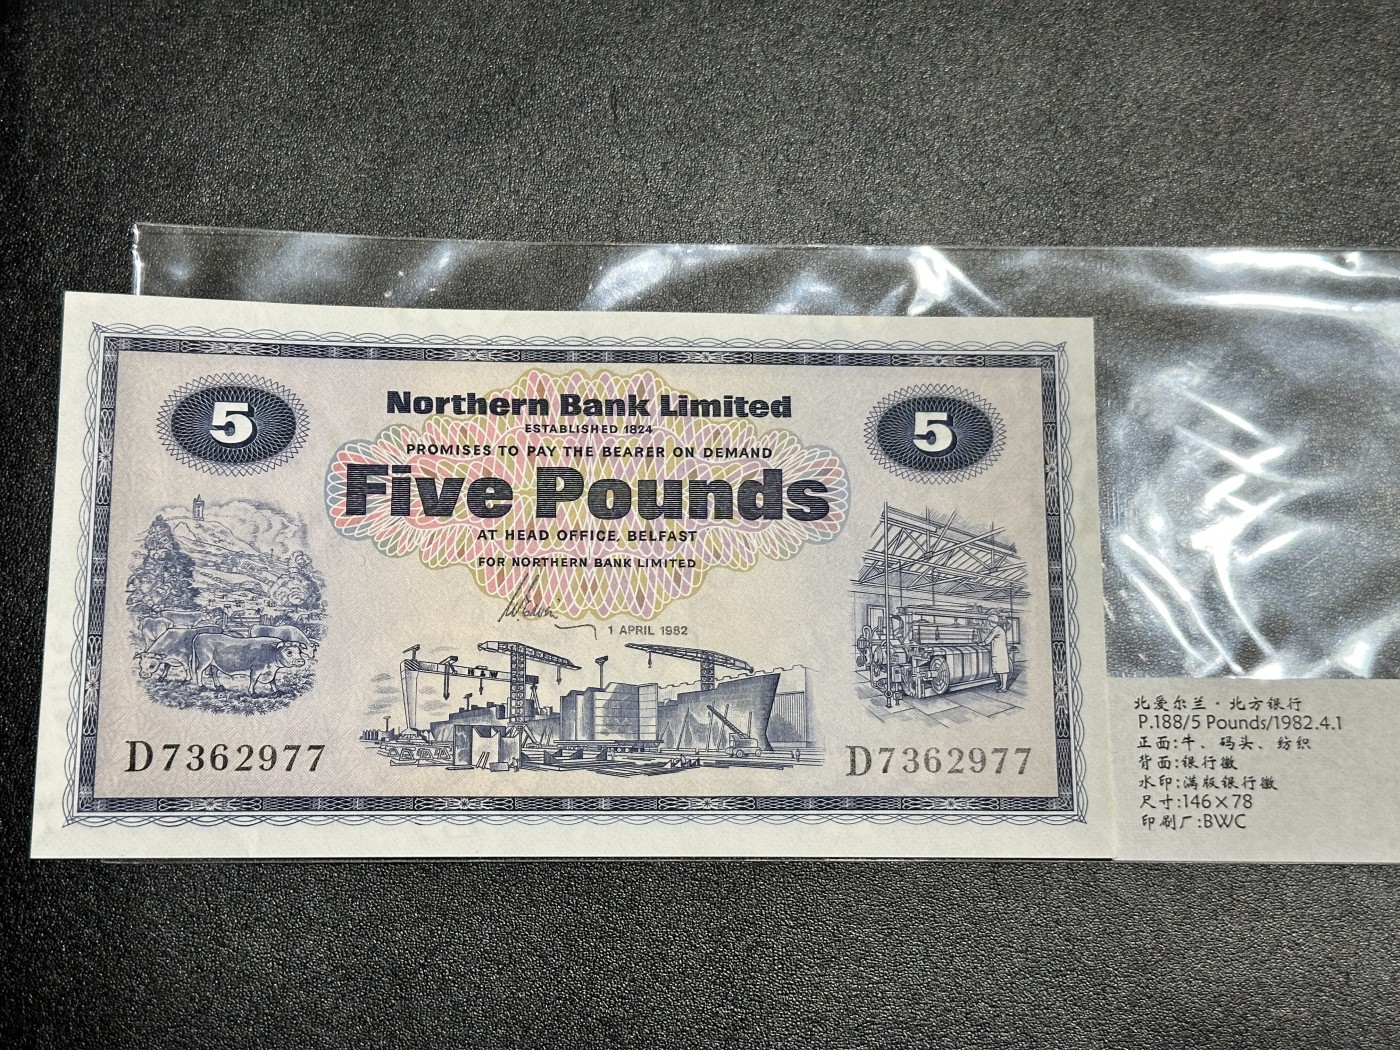 5
5
Northern Bank Limited
ESTABLISHED 1824
PROMISES TO PAY THE BEARER ON DEMAND
Five Pounds
AT HEAD OFFICE, BELFAST
FOR NORTHERN BANK LIMITED
1 APRIL 1982
H&W
D7362977
D7362977
北爱尔兰·北方银行
P.188/5 Pounds/1982.4.1
正面:牛、码头、纺织
背面:银行徽
水印:满版银行徽
尺寸:146×78
印刷厂:BWC